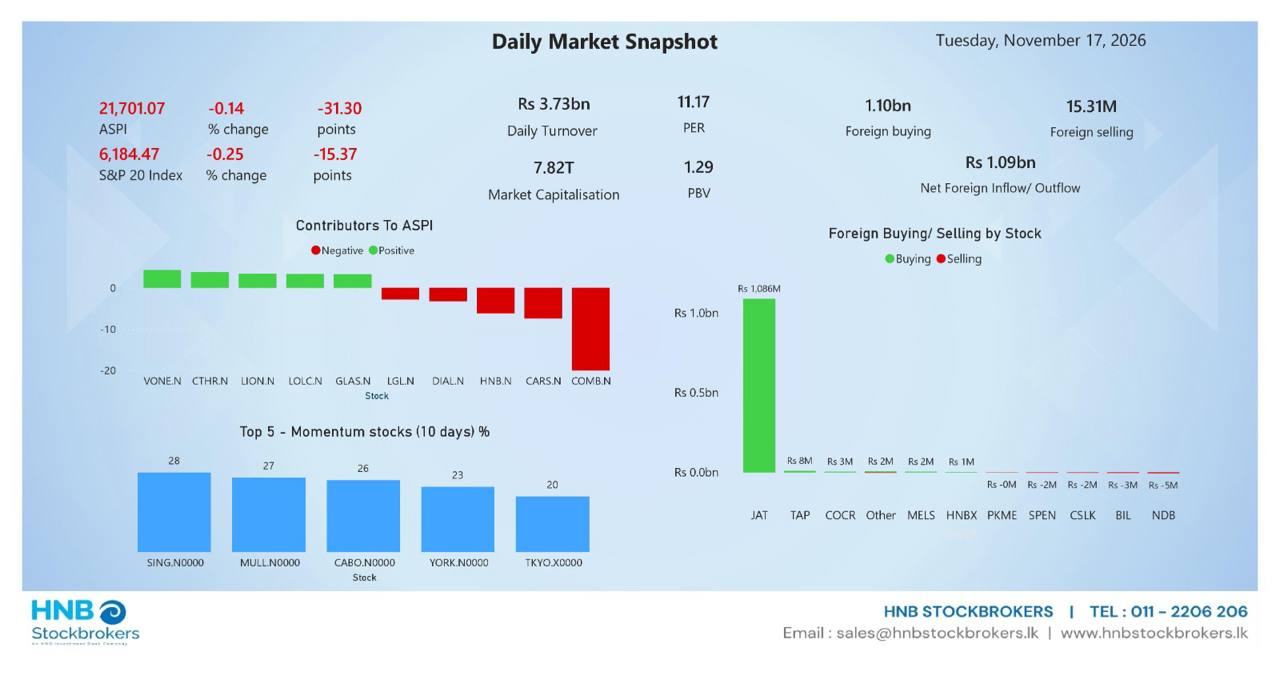 Daily Market Snapshot
Tuesday, November 17, 2026
21,701.07 -0.14 -31.30
ASPI % change points
6,184.47 -0.25 -15.37
S&P 20 Index % change points
Rs 3.73bn 11.17
Daily Turnover PER
7.82T 1.29
Market Capitalisation PBV
1.10bn 15.31M
Foreign buying Foreign selling
Rs 1.09bn
Net Foreign Inflow/ Outflow
Contributors To ASPI
Negative Positive
0
-10
-20
VONE.N CTHR.N LION.N LOLC.N GLAS.N LGL.N DIAL.N HNB.N CARS.N COMB.N
Stock
Top 5 - Momentum stocks (10 days) %
28 27 26 23 20
SING.N0000 MULL.N0000 CABO.N0000 YORK.N0000 TKYO.X0000
Stock
Foreign Buying/ Selling by Stock
Buying Selling
Rs 1.0bn
Rs 0.5bn
Rs 0.0bn
Rs 1,086M Rs 8M Rs 3M Rs 2M Rs 2M Rs 1M Rs -0M Rs -2M Rs -2M Rs -3M Rs -5M
JAT TAP COCR Other MELS HNBX PKME SPEN CSLK BIL NDB
HNB
Stockbrokers
An HNB Investment Bank Company
HNB STOCKBROKERS | TEL : 011 - 2206 206
Email : sales@hnbstockbrokers.lk | www.hnbstockbrokers.lk